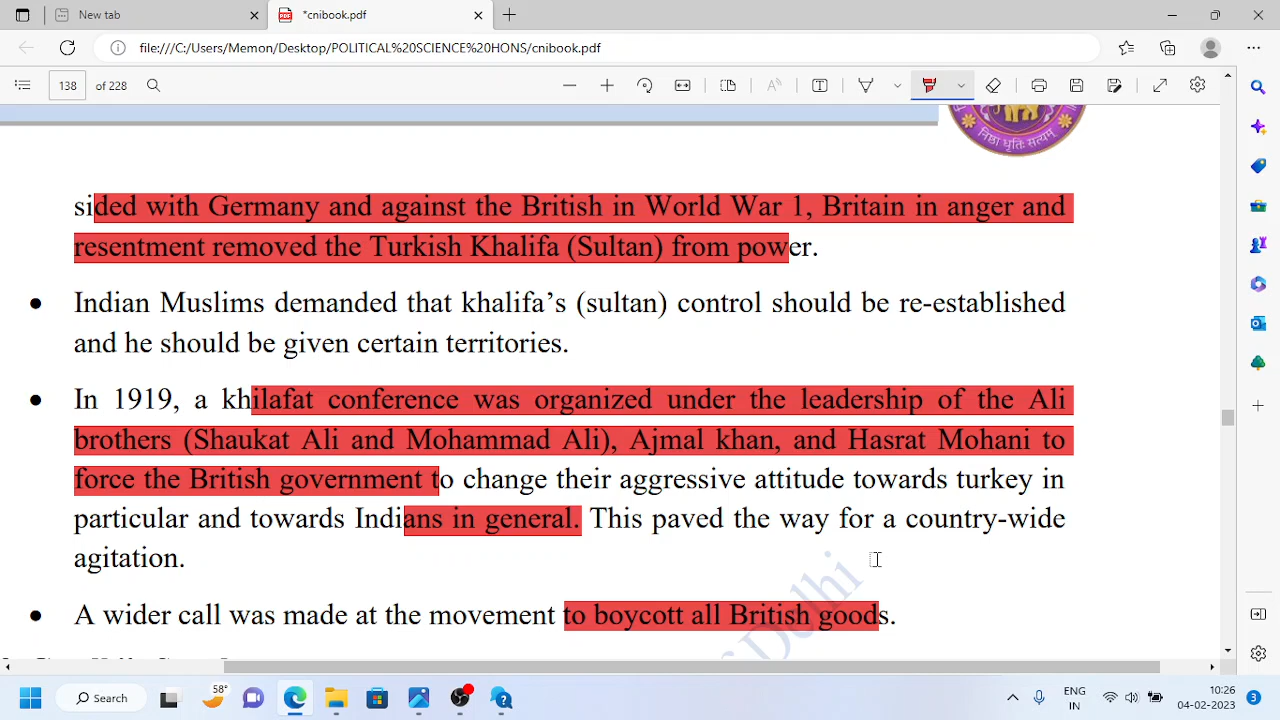 New tab
*cnibook.pdf
file:///C:/Users/Memon/Desktop/POLITICAL%20SCIENCE%20HONS/cnibook.pdf
138 of 228
निष्ठा धृतिः सत्यम्
sided with Germany and against the British in World War 1, Britain in anger and
resentment removed the Turkish Khalifa (Sultan) from power.
• Indian Muslims demanded that khalifa’s (sultan) control should be re-established
and he should be given certain territories.
• In 1919, a khilafat conference was organized under the leadership of the Ali
brothers (Shaukat Ali and Mohammad Ali), Ajmal khan, and Hasrat Mohani to
force the British government to change their aggressive attitude towards turkey in
particular and towards Indians in general. This paved the way for a country-wide
agitation.
• A wider call was made at the movement to boycott all British goods.
Delhi
58°
Search
ENG
IN
10:26
04-02-2023
3